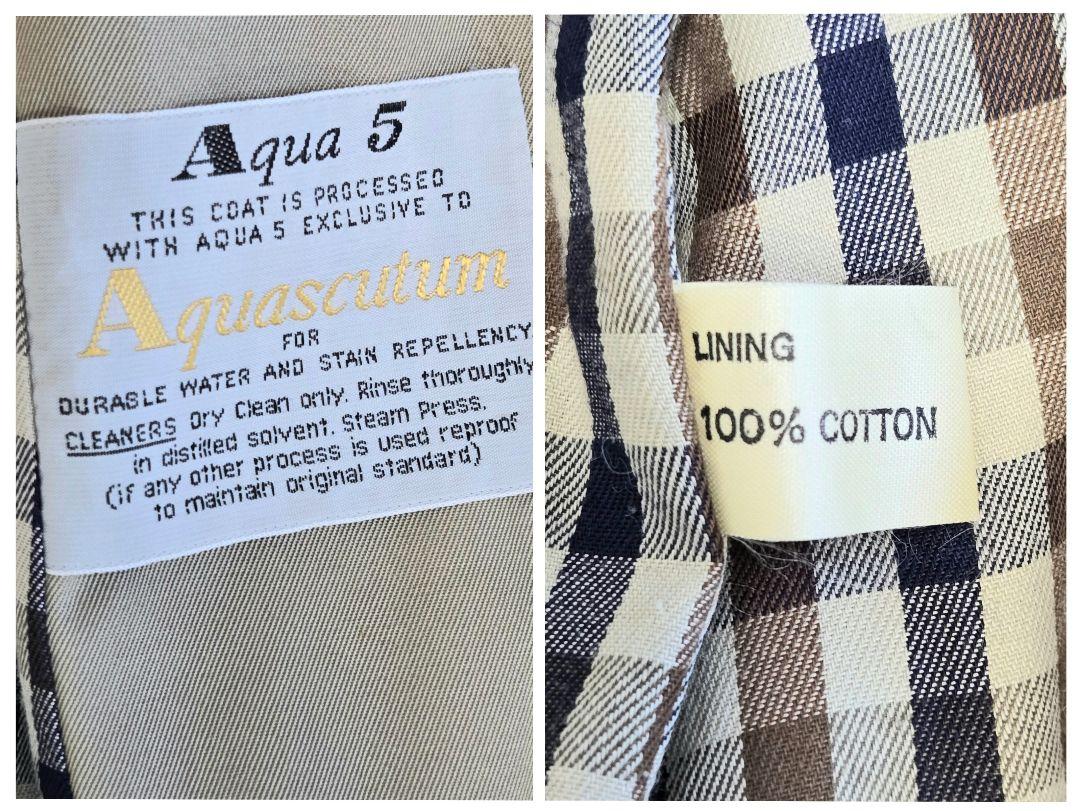 Aqua 5
THIS COAT IS PROCESSED
WITH AQUA 5 EXCLUSIVE TO
Aquascutum
FOR
DURABLE WATER AND STAIN REPELLENCY
CLEANERS Dry Clean only. Rinse thoroughly
in distilled solvent. Steam Press.
(if any other process is used reproof
to maintain original standard)
LINING
100% COTTON